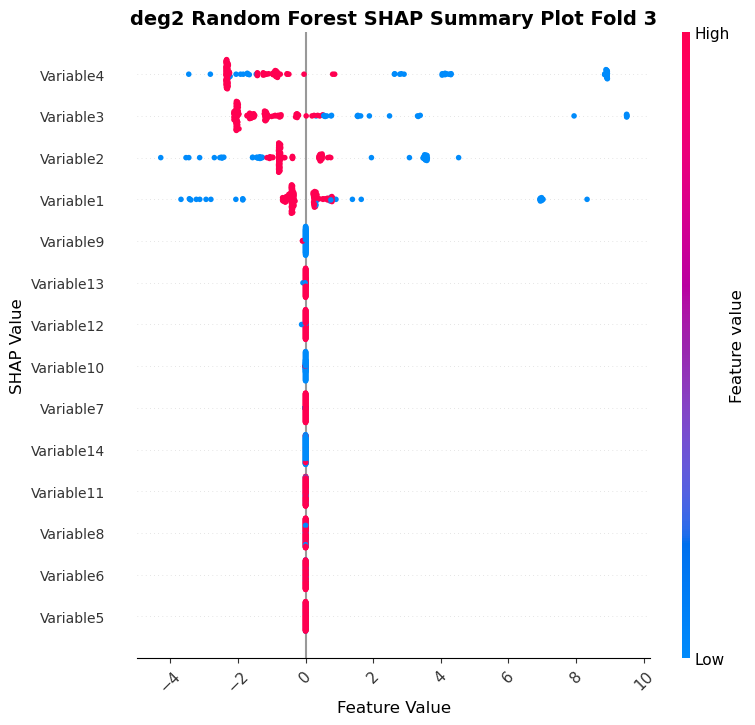 deg2 Random Forest SHAP Summary Plot Fold 3
High
Variable4
Variable3
Variable2
Variable1
Variable9
Variable13
Variable12
Variable10
Variable7
Variable14
Variable11
Variable8
Variable6
Variable5
SHAP Value
Feature value
Low
−4
−2
0
2
4
6
8
10
Feature Value